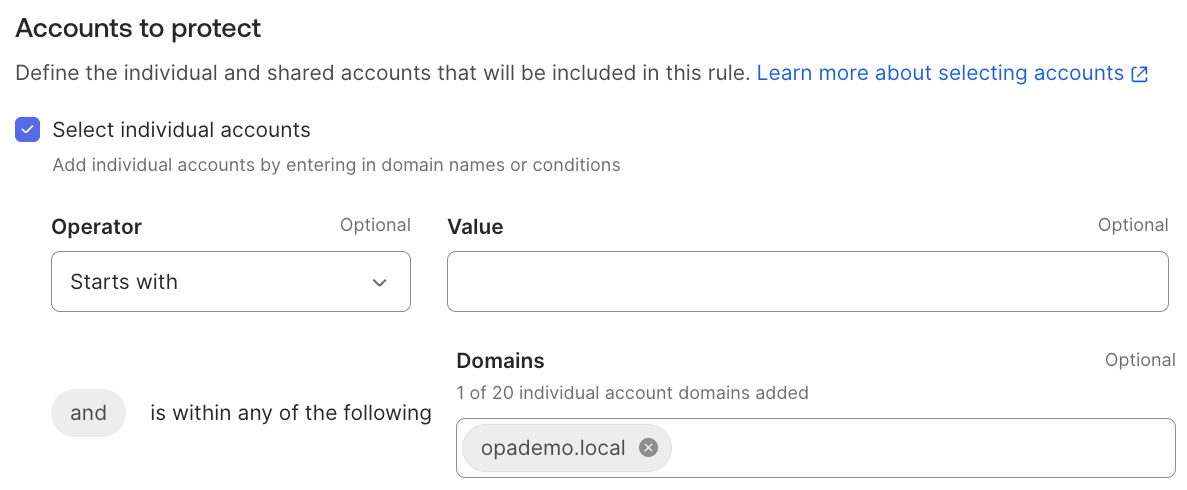 Accounts to protect
Define the individual and shared accounts that will be included in this rule. Learn more about selecting accounts
Select individual accounts
Add individual accounts by entering in domain names or conditions
Operator Optional
Starts with
Value Optional
Domains Optional
1 of 20 individual account domains added
and is within any of the following
opademo.local